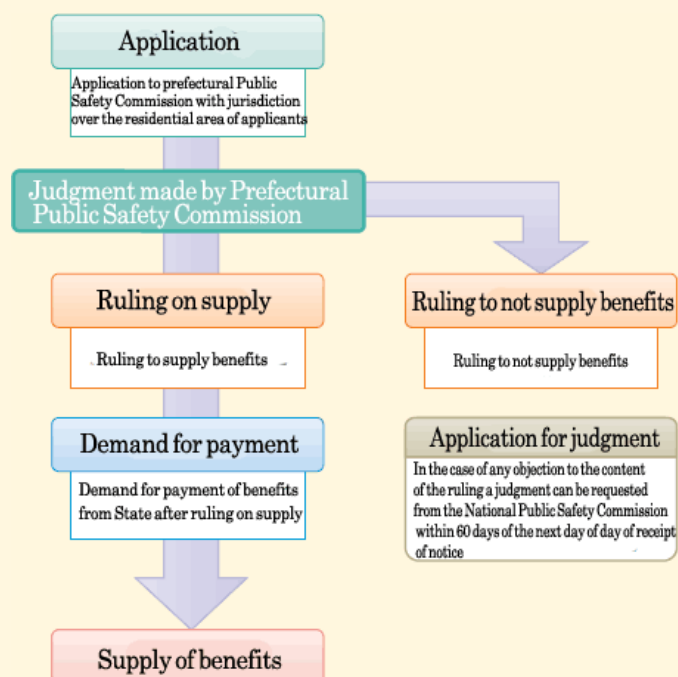 Application
Application to prefectural Public
Safety Commission with jurisdiction
over the residential area of applicants
Judgment made by Prefectural
Public Safety Commission
Ruling on supply
Ruling to supply benefits
Ruling to not supply benefits
Ruling to not supply benefits
Demand for payment
Demand for payment of benefits
from State after ruling on supply
Application for judgment
In the case of any objection to the content
of the ruling a judgment can be requested
from the National Public Safety Commission
within 60 days of the next day of day of receipt
of notice
Supply of benefits